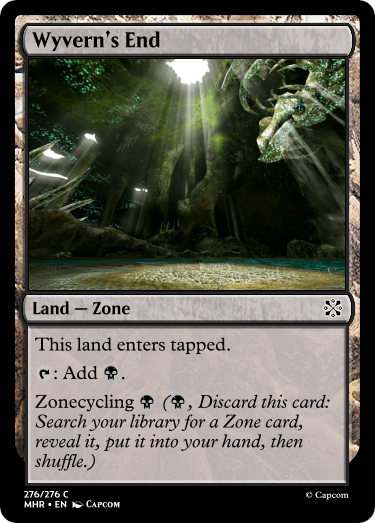 Wyvern's End
Land — Zone
This land enters tapped.
: Add .
Zonecycling  (, Discard this card:
Search your library for a Zone card,
reveal it, put it into your hand, then
shuffle.)
276/276 C
MHR • EN Capcom
© Capcom